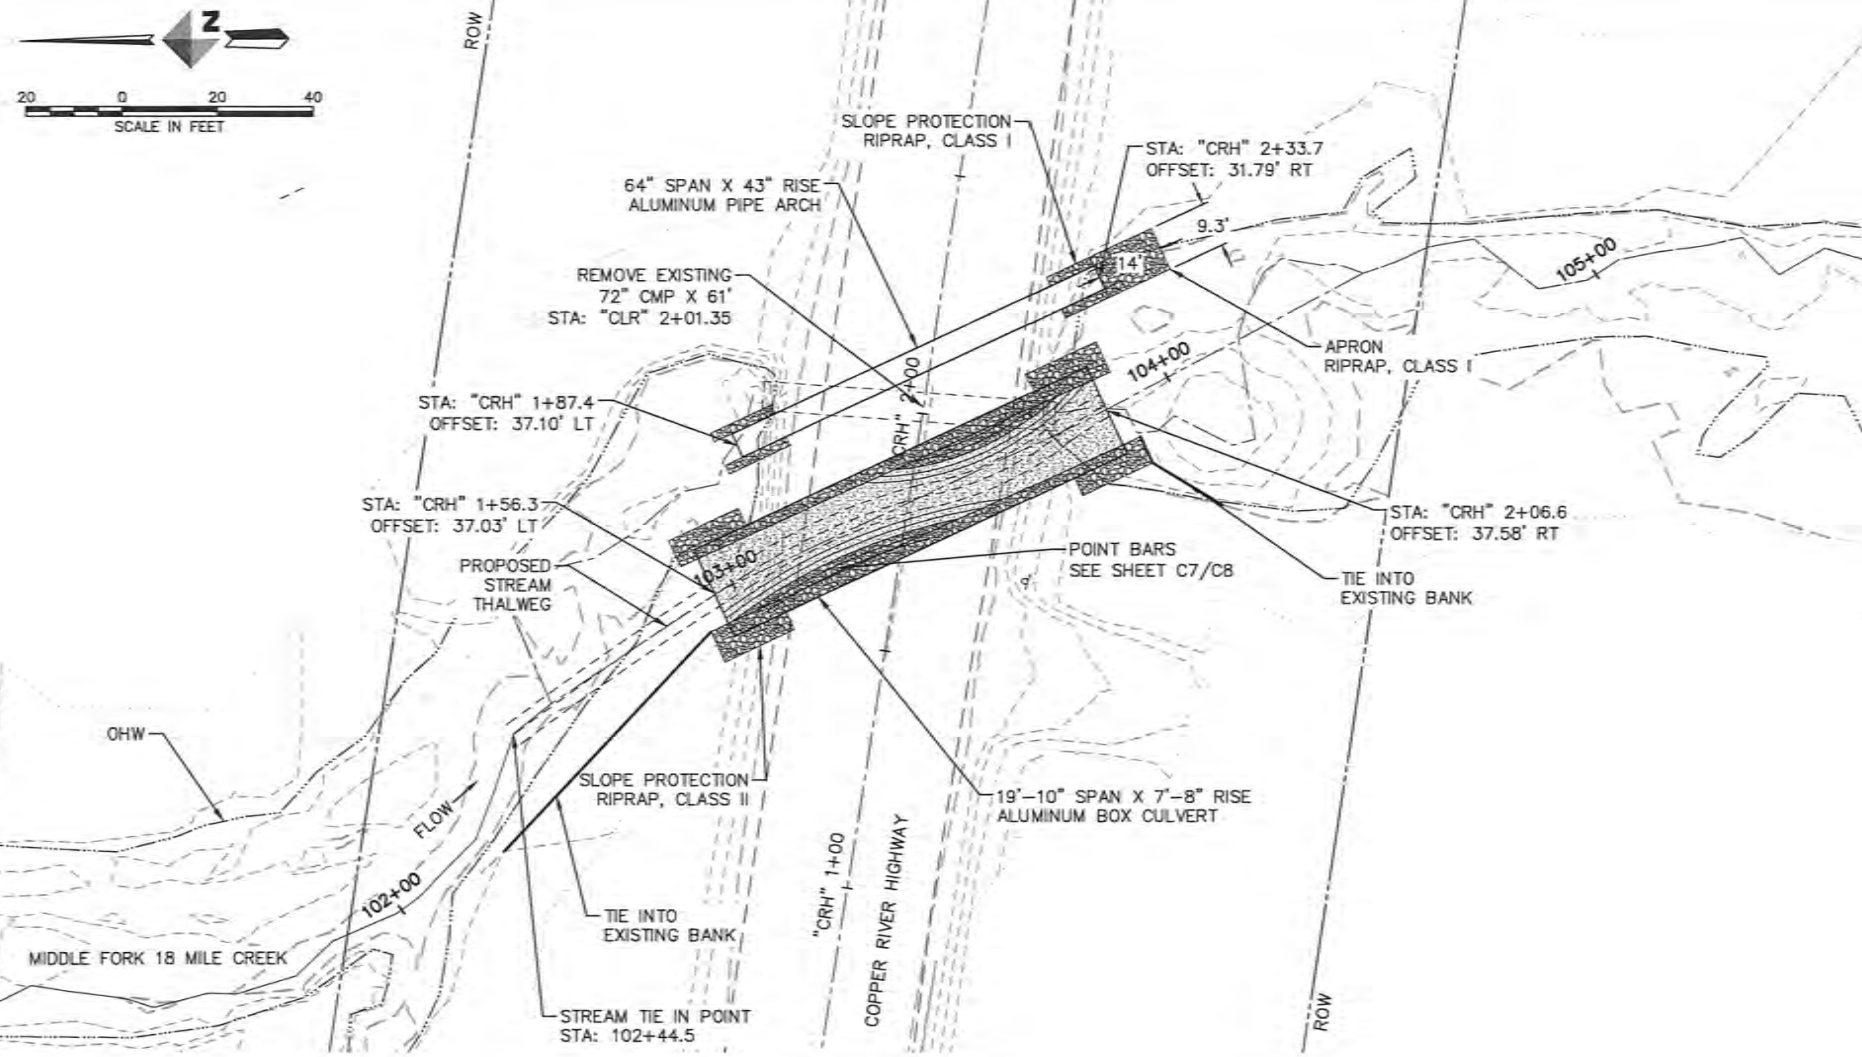 Z
20 0 20 40
SCALE IN FEET
ROW
SLOPE PROTECTION
RIPRAP, CLASS I
STA: "CRH" 2+33.7
OFFSET: 31.79' RT
64" SPAN X 43" RISE
ALUMINUM PIPE ARCH
9.3'
14'
105+00
REMOVE EXISTING
72" CMP X 61'
STA: "CLR" 2+01.35
APRON
RIPRAP, CLASS I
104+00
"CRH" 2+00
STA: "CRH" 1+87.4
OFFSET: 37.10' LT
STA: "CRH" 1+56.3
OFFSET: 37.03' LT
STA: "CRH" 2+06.6
OFFSET: 37.58' RT
PROPOSED
STREAM
THALWEG
103+00
POINT BARS
SEE SHEET C7/C8
9'
TIE INTO
EXISTING BANK
OHW
SLOPE PROTECTION
RIPRAP, CLASS II
19'-10" SPAN X 7'-8" RISE
ALUMINUM BOX CULVERT
FLOW
102+00
"CRH" 1+00
COPPER RIVER HIGHWAY
TIE INTO
EXISTING BANK
MIDDLE FORK 18 MILE CREEK
STREAM TIE IN POINT
STA: 102+44.5
ROW